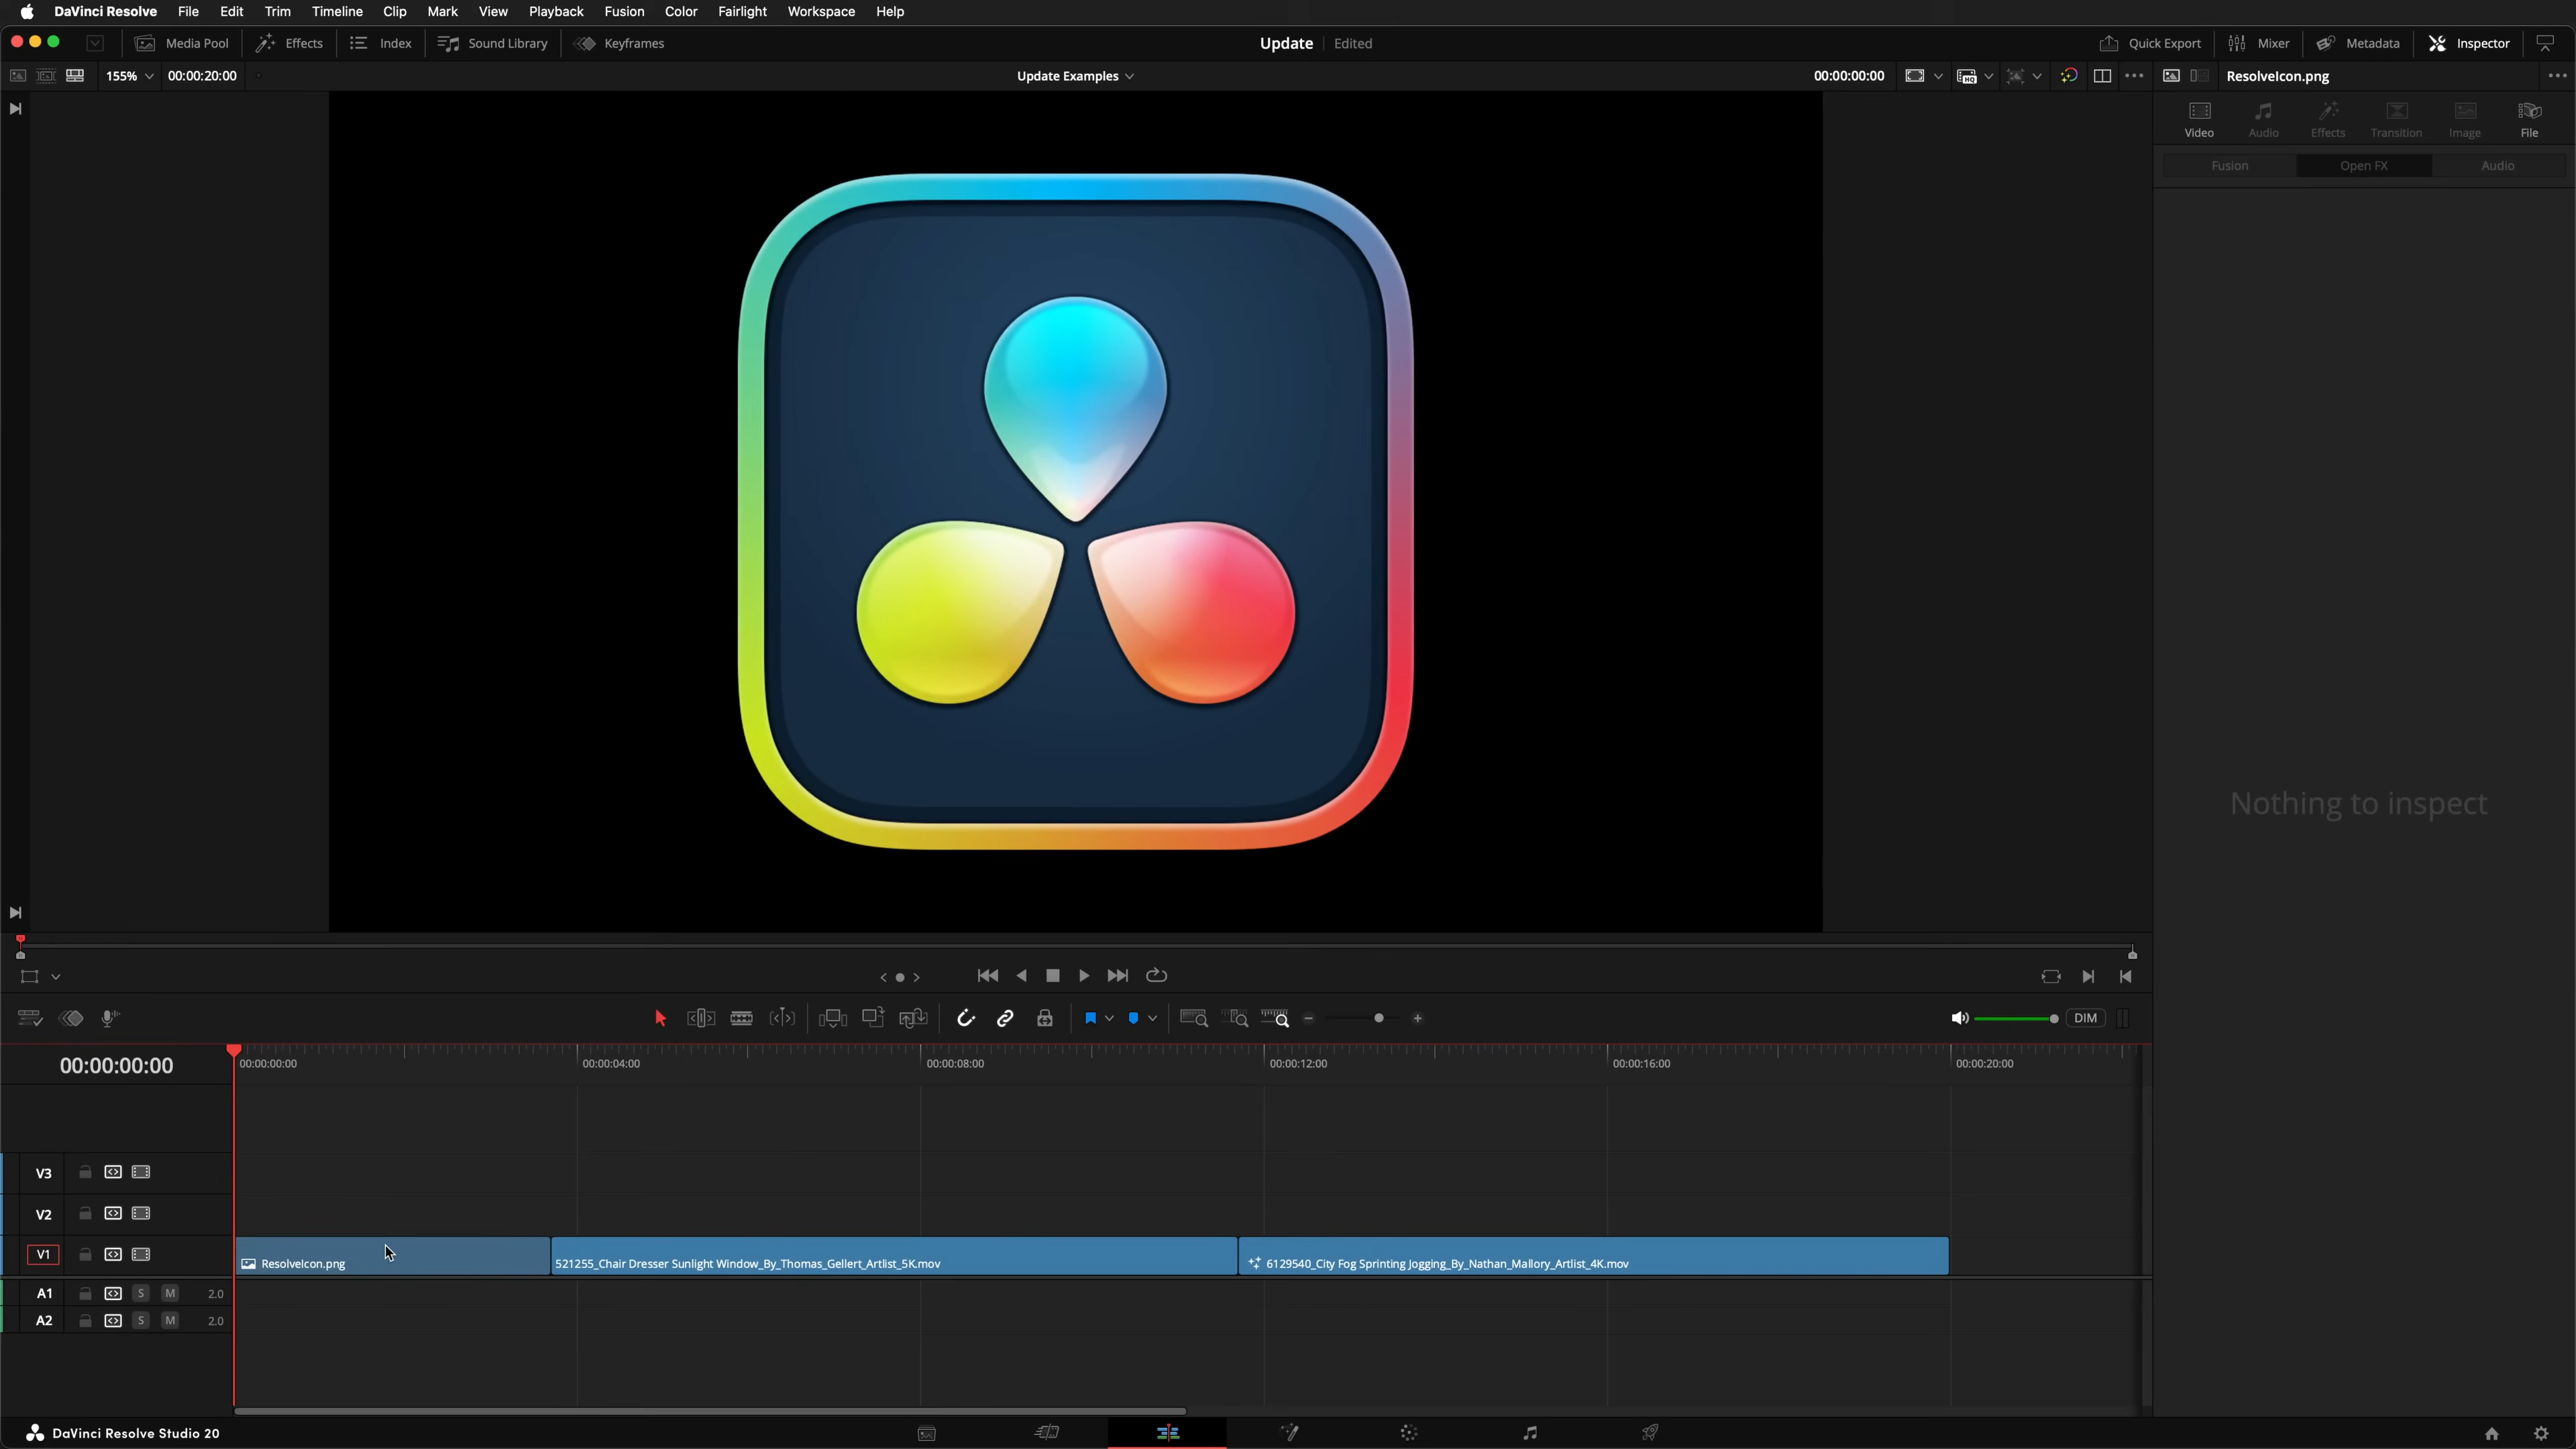 DaVinci Resolve File Edit Trim Timeline Clip Mark View Playback Fusion Color Fairlight Workspace Help
Media Pool Effects Index Sound Library Keyframes Update Edited Quick Export Mixer Metadata Inspector
155% 00:00:20:00 Update Examples 00:00:00:00 HQ ResolveIcon.png
Video Audio Effects Transition Image File
Fusion Open FX Audio
Nothing to inspect
DIM
00:00:00:00 00:00:00:00 00:00:04:00 00:00:08:00 00:00:12:00 00:00:16:00 00:00:20:00
V3
V2
V1 ResolveIcon.png 521255_Chair Dresser Sunlight Window_By_Thomas_Gellert_Artlist_5K.mov 6129540_City Fog Sprinting Jogging_By_Nathan_Mallory_Artlist_4K.mov
A1 S M 2.0
A2 S M 2.0
DaVinci Resolve Studio 20